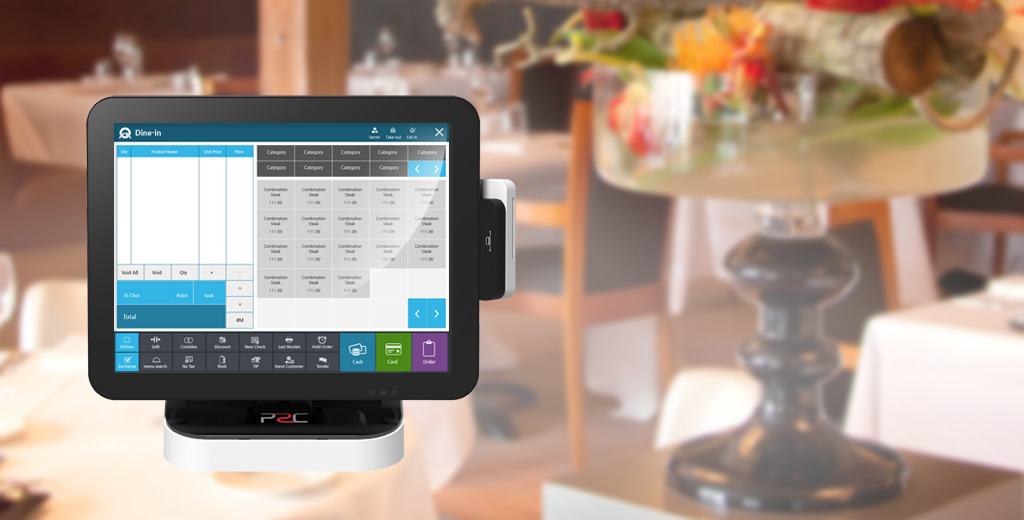 Dine-in
Server Take out Eat in
Qty Product Name Unit Price Price
Category Category Category Category Category
Category Category Category Category
Combination Steak 111.00 Combination Steak 111.00 Combination Steak 111.00 Combination Steak 111.00 Combination Steak 111.00
Combination Steak 111.00 Combination Steak 111.00 Combination Steak 111.00 Combination Steak 111.00 Combination Steak 111.00
Combination Steak 111.00 Combination Steak 111.00 Combination Steak 111.00 Combination Steak 111.00 Combination Steak 111.00
Combination Steak 111.00 Combination Steak 111.00 Combination Steak 111.00
Void All Void Qty + -
JS Choi Point Seat
Total
#M
Kitchen Split Combine Discount New Check Last Receipt Hold Order
menu search No Tax Rush TIP Tender
Cash Card Order
P2C